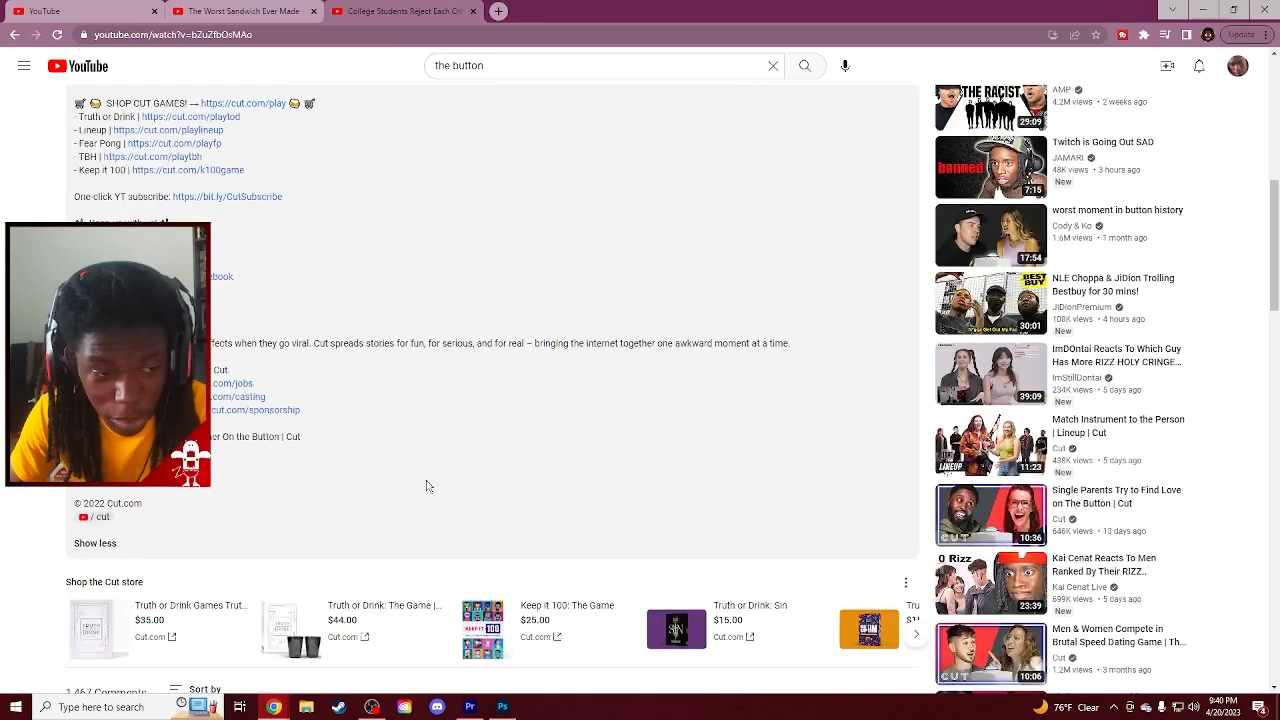 YouTube
The Worst Sandwich Ever Made
College Students Reject Each Oth
youtube.com/watch?v=bZuZfbOsMAo
Update
YouTube
the button
SHOP CUT GAMES! → https://cut.com/play
· Truth or Drink | https://cut.com/playtod
- Lineup | https://cut.com/playlineup
- Fear Pong | https://cut.com/playfp
- TBH | https://cut.com/playtbh
- Keep it 100 | https://cut.com/k100game
One-click YT subscribe: https://bit.ly/CutSubscribe
ebook
ffects when they go viral. Cut spins stories for fun, for serious, and for real – bringing the internet together one awkward moment at a time.
Cut.
.com/jobs
.com/casting
/cut.com/sponsorship
er On the Button | Cut
© 2022 Cut.com
/ cut
Show less
Shop the Cut store
Truth or Drink Games Trut...
$35.00
Cut.com
Truth or Drink: The Game |...
$44.00
Cut.com
Keep It 100: The Game
$25.00
Cut.com
Truth or Drink: Sin
$15.00
Cut.com
Tru
1,467 Comments
Sort by
THE RACIST
29:09
AMP
4.2M views • 2 weeks ago
banned
7:15
Twitch is Going Out SAD
JAMARI
48K views • 3 hours ago
New
17:54
worst moment in button history
Cody & Ko
1.6M views • 1 month ago
BEST BUY
30:01
NLE Choppa & JiDion Trolling
Bestbuy for 30 mins!
JiDionPremium
108K views • 4 hours ago
New
39:09
ImDOntai Reacts To Which Guy
Has More RIZZ HOLY CRINGE...
ImStillDontai
234K views • 5 days ago
New
LINEUP
11:23
Match Instrument to the Person
| Lineup | Cut
Cut
438K views • 5 days ago
New
CUT
10:36
Single Parents Try to Find Love
on The Button | Cut
Cut
646K views • 13 days ago
0 Rizz
23:39
Kai Cenat Reacts To Men
Ranked By Their RIZZ..
Kai Cenat Live
699K views • 5 days ago
New
CUT
10:06
Men & Women Compete in
Brutal Speed Dating Game | Th...
Cut
1.2M views • 3 months ago
Type here to search
76°F Clear
9:40 PM
4/20/2023